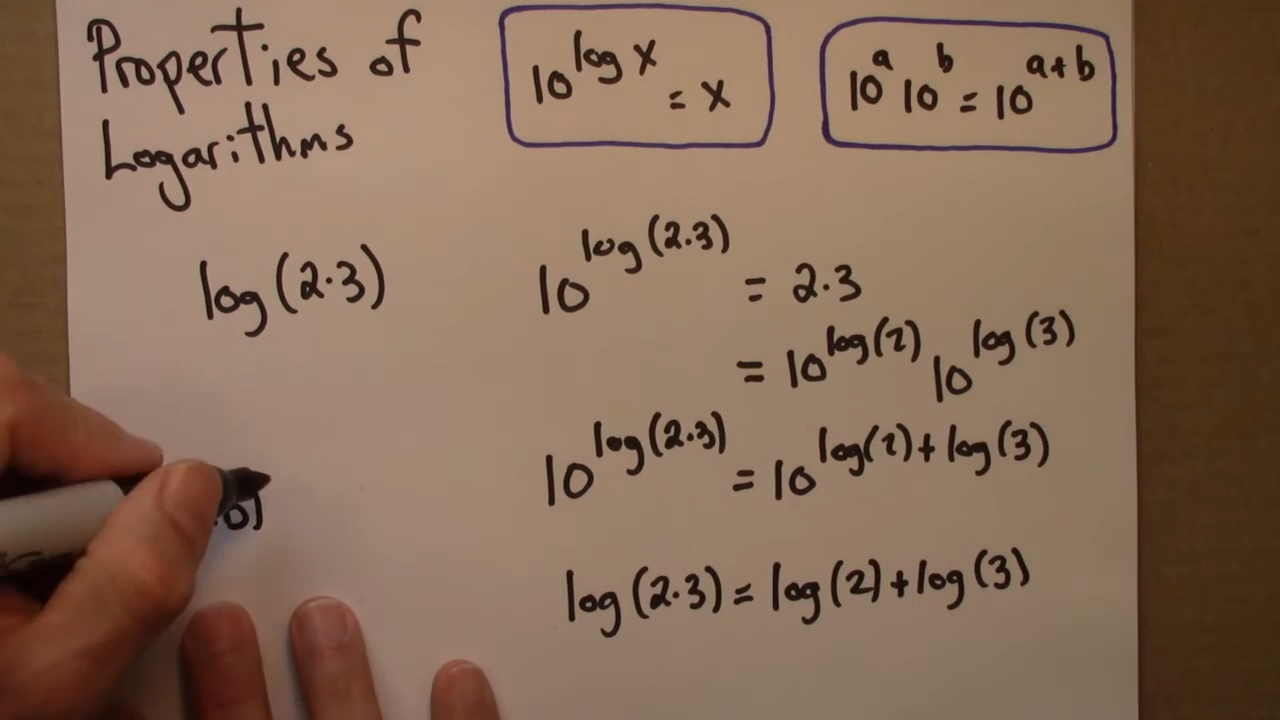 Properties of
Logarithms
10^{log x} = x
10^a 10^b = 10^{a+b}
log(2·3)
10^{log(2·3)} = 2·3
= 10^{log(2)} 10^{log(3)}
10^{log(2·3)} = 10^{log(2)+log(3)}
log(2·3) = log(2)+log(3)